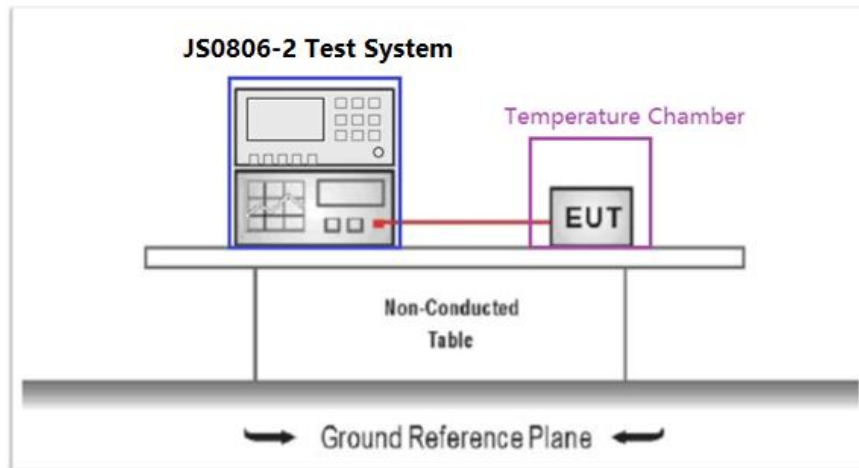 JS0806-2 Test System
Temperature Chamber
EUT
Non-Conducted
Table
Ground Reference Plane